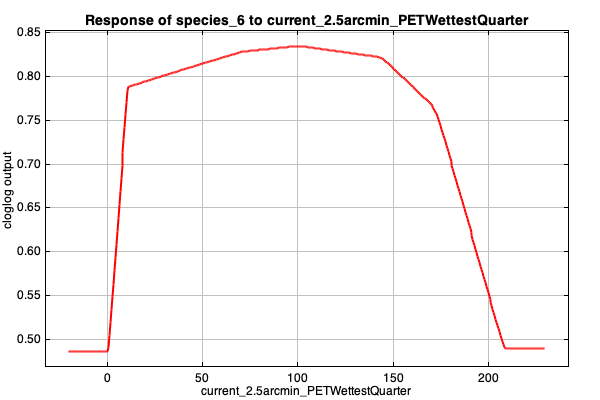 Response of species_6 to current_2.5arcmin_PETWettestQuarter
0.85
0.80
0.75
0.70
0.65
0.60
0.55
0.50
cloglog output
0 50 100 150 200
current_2.5arcmin_PETWettestQuarter